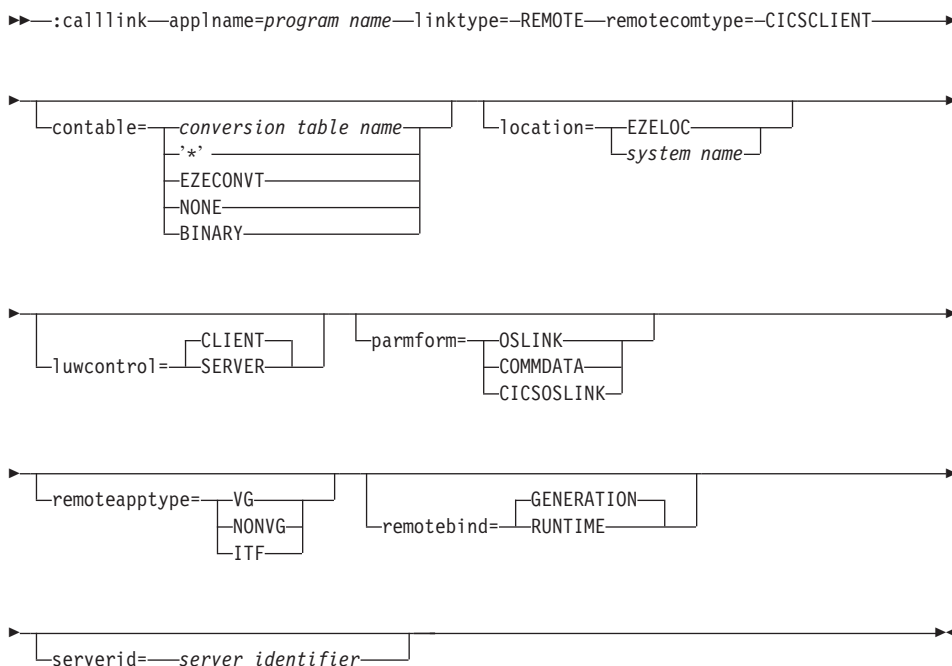 :calllink applname=program name linktype= REMOTE remotecomtype= CICSCLIENT
contable= conversion table name location= EZELOC
'*' system name
EZECONVT
NONE
BINARY
CLIENT parmform= OSLINK
luwcontrol= SERVER COMMDATA
CICSOSLINK
remoteapptype= VG GENERATION
NONVG remotebind= RUNTIME
ITF
serverid= server identifier